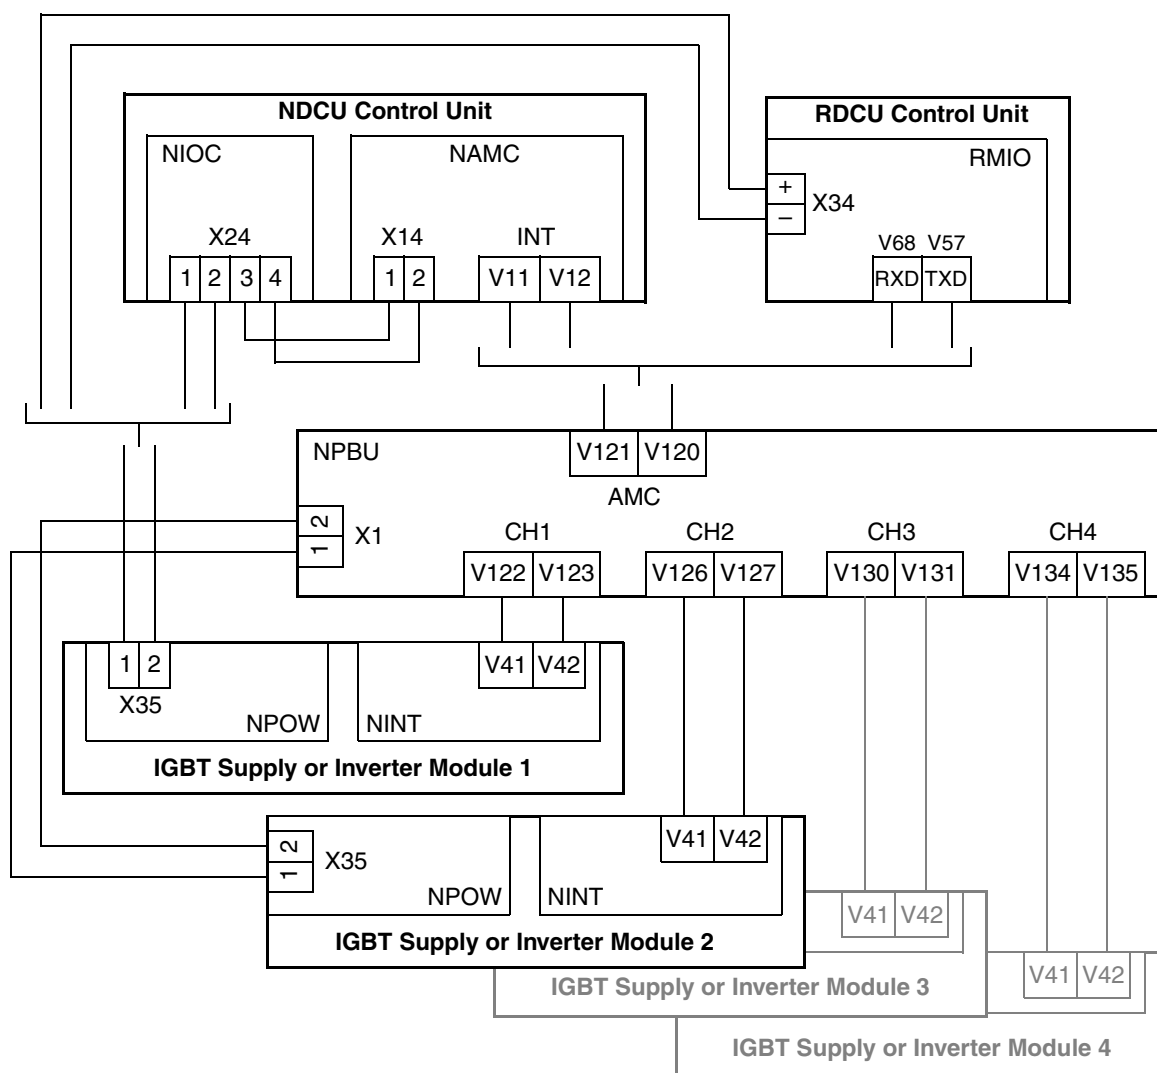 NDCU Control Unit
NIOC
NAMC
X24
X14
INT
1 2 3 4
1 2
V11 V12
RDCU Control Unit
RMIO
+
X34
–
V68 V57
RXD TXD
NPBU
V121 V120
AMC
2
1
X1
CH1
CH2
CH3
CH4
V122 V123
V126 V127
V130 V131
V134 V135
1 2
X35
V41 V42
NPOW
NINT
IGBT Supply or Inverter Module 1
2
1
X35
V41 V42
NPOW
NINT
IGBT Supply or Inverter Module 2
V41 V42
IGBT Supply or Inverter Module 3
V41 V42
IGBT Supply or Inverter Module 4